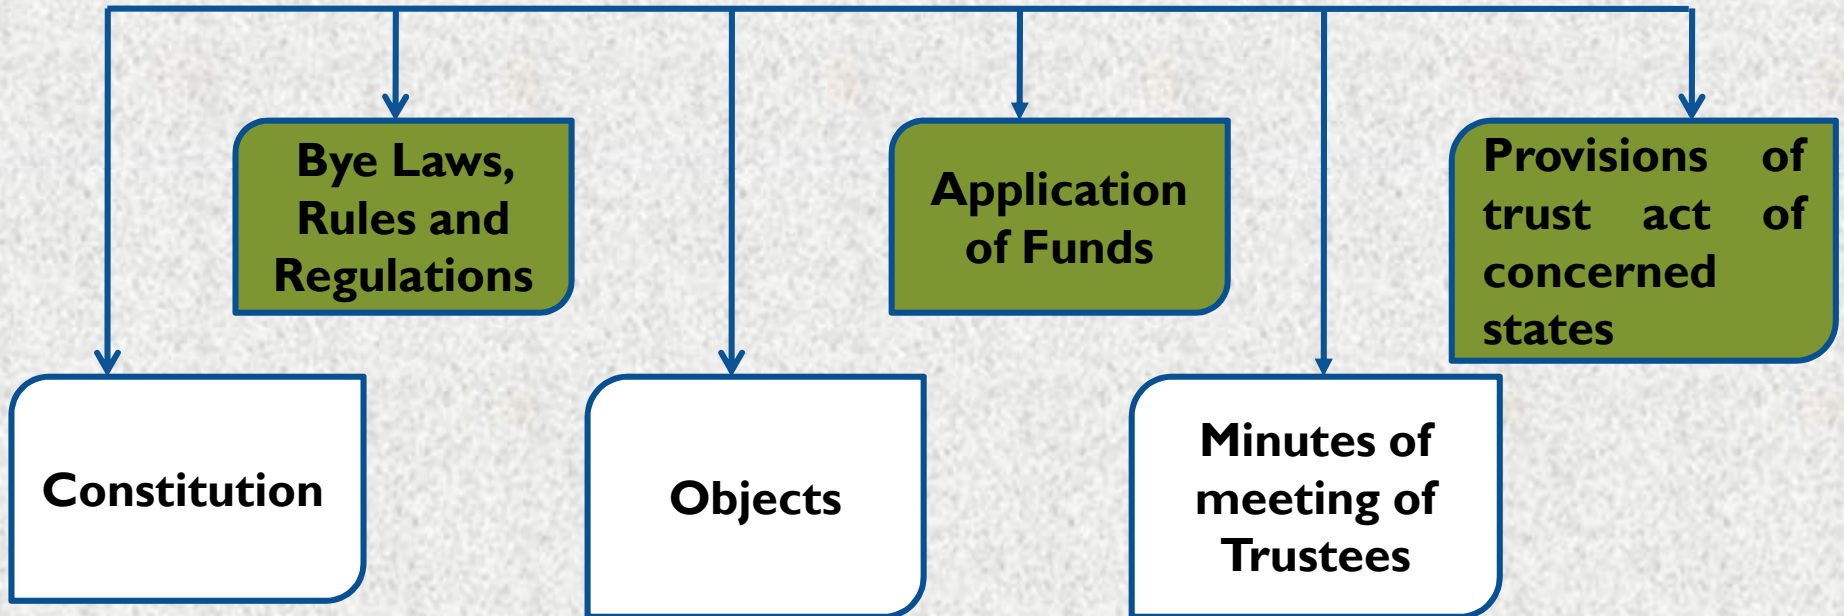 Bye Laws,
Rules and
Regulations
Application
of Funds
Provisions of
trust act of
concerned
states
Constitution
Objects
Minutes of
meeting of
Trustees